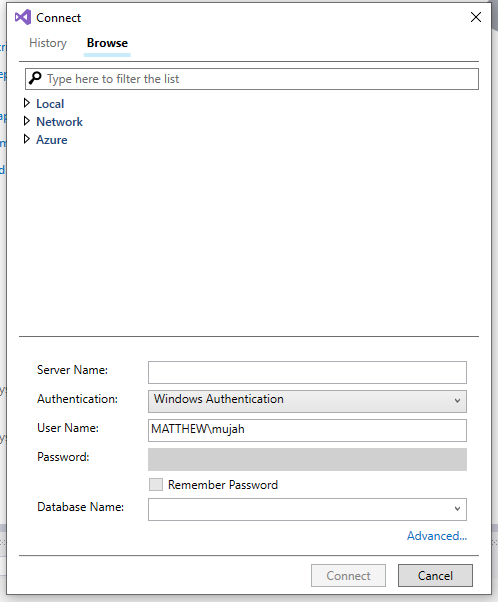 Connect
History Browse
Type here to filter the list
Local
Network
Azure
Server Name:
Authentication: Windows Authentication
User Name: MATTHEW\mujah
Password:
Remember Password
Database Name:
Advanced...
Connect Cancel